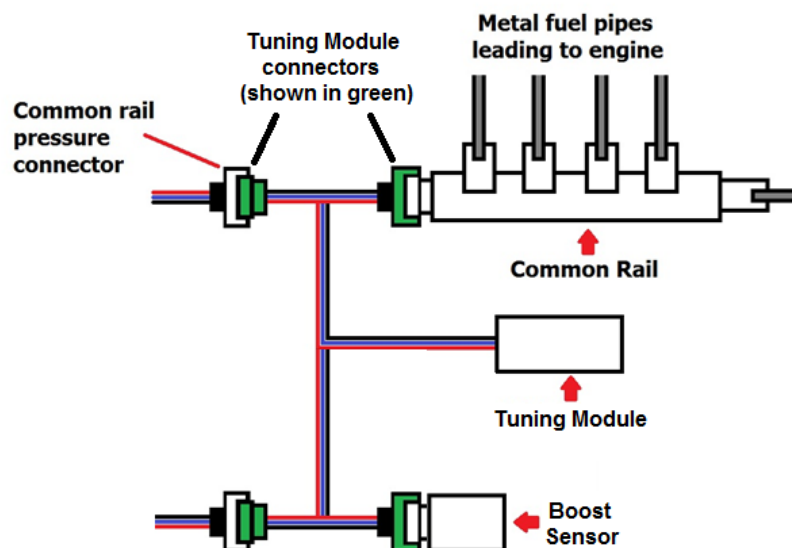 Metal fuel pipes
leading to engine
Tuning Module
connectors
(shown in green)
Common rail
pressure
connector
Common Rail
Tuning Module
Boost
Sensor